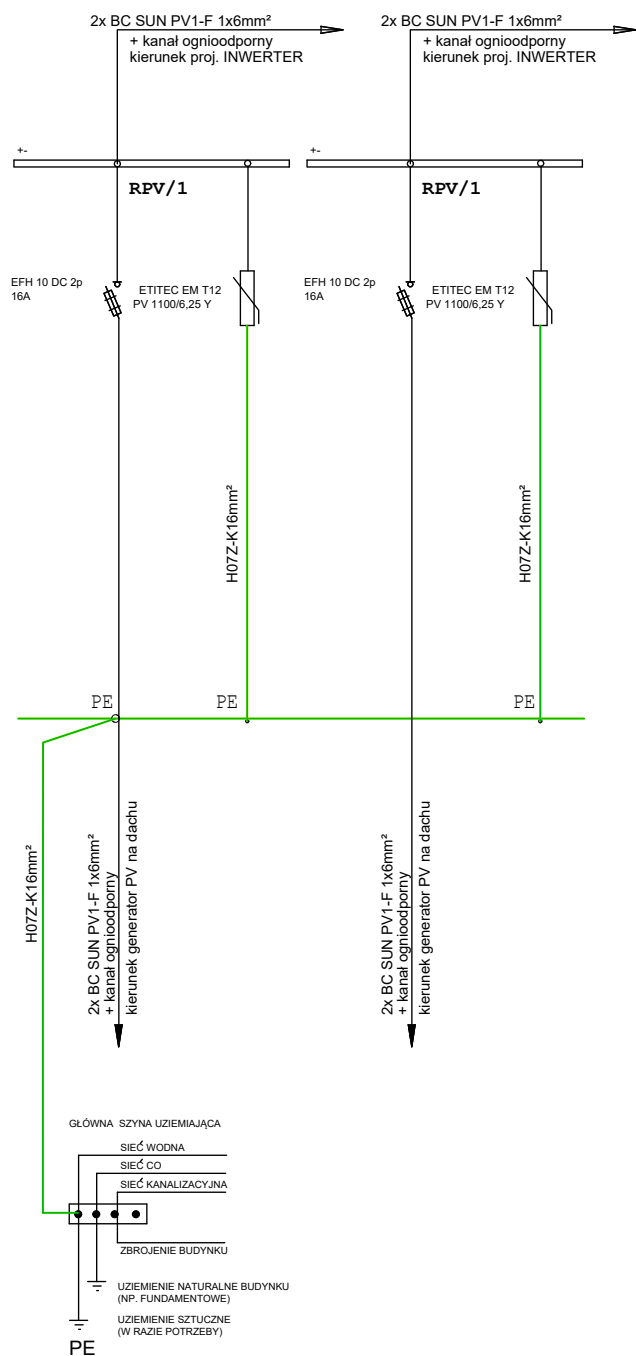 2x BC SUN PV1-F 1x6mm²
+ kanał ognioodporny
kierunek proj. INWERTER
2x BC SUN PV1-F 1x6mm²
+ kanał ognioodporny
kierunek proj. INWERTER
+-
RPV/1
+-
RPV/1
EFH 10 DC 2p
16A
ETITEC EM T12
PV 1100/6,25 Y
EFH 10 DC 2p
16A
ETITEC EM T12
PV 1100/6,25 Y
H07Z-K16mm²
H07Z-K16mm²
PE
PE
PE
H07Z-K16mm²
2x BC SUN PV1-F 1x6mm²
+ kanał ognioodporny
kierunek generator PV na dachu
2x BC SUN PV1-F 1x6mm²
+ kanał ognioodporny
kierunek generator PV na dachu
GŁÓWNA SZYNA UZIEMIAJĄCA
SIEĆ WODNA
SIEĆ CO
SIEĆ KANALIZACYJNA
ZBROJENIE BUDYNKU
UZIEMIENIE NATURALNE BUDYNKU
(NP. FUNDAMENTOWE)
UZIEMIENIE SZTUCZNE
(W RAZIE POTRZEBY)
PE